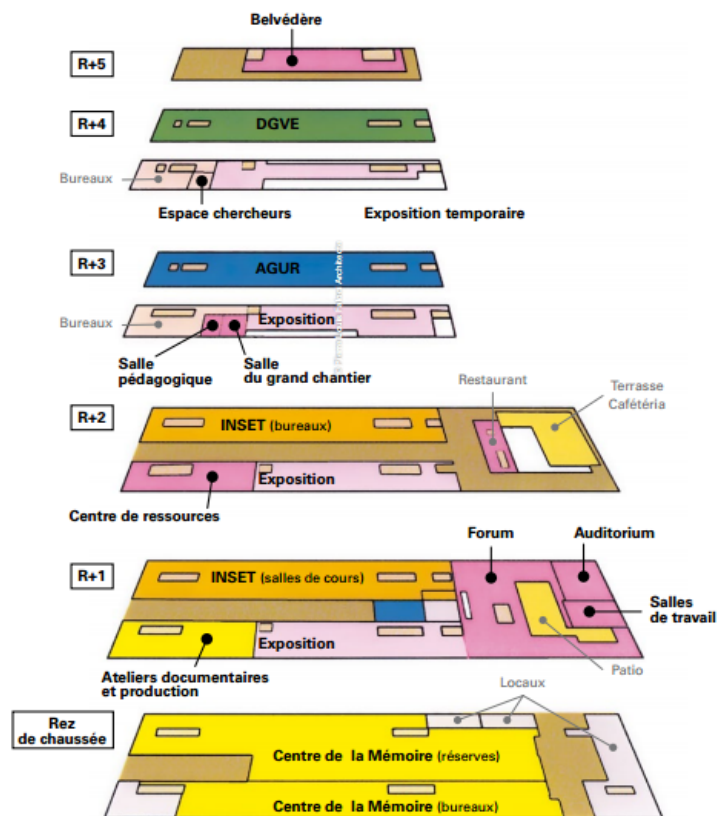 Belvédère
R+5
R+4
DGVE
Bureaux
Espace chercheurs
Exposition temporaire
R+3
AGUR
Bureaux
Exposition
Salle
pédagogique
Salle
du grand chantier
Restaurant
Terrasse
Cafétéria
R+2
INSET (bureaux)
Exposition
Centre de ressources
Forum
Auditorium
R+1
INSET (salles de cours)
Salles
de travail
Exposition
Patio
Ateliers documentaires
et production
Locaux
Rez
de chaussée
Centre de la Mémoire (réserves)
Centre de la Mémoire (bureaux)